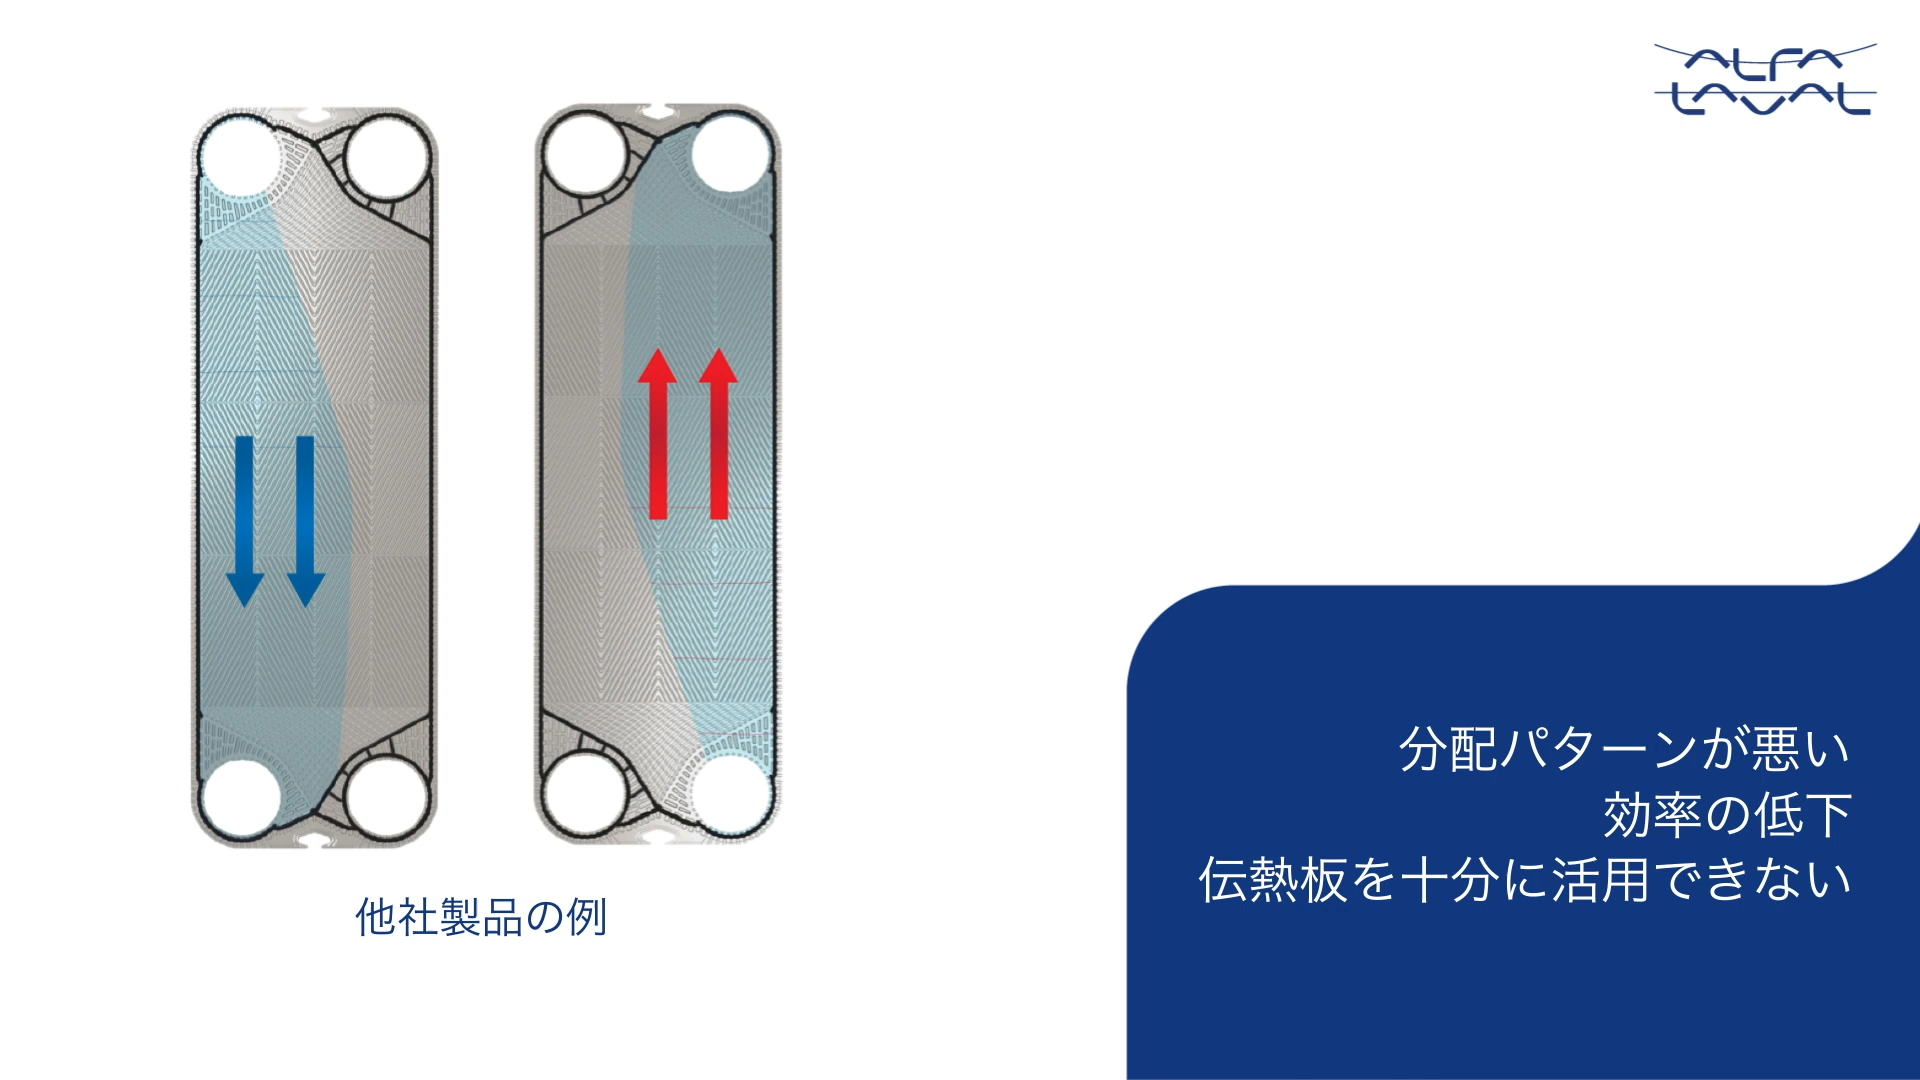 ALFA
LAVAL
分配パターンが悪い
効率の低下
伝熱板を十分に活用できない
他社製品の例